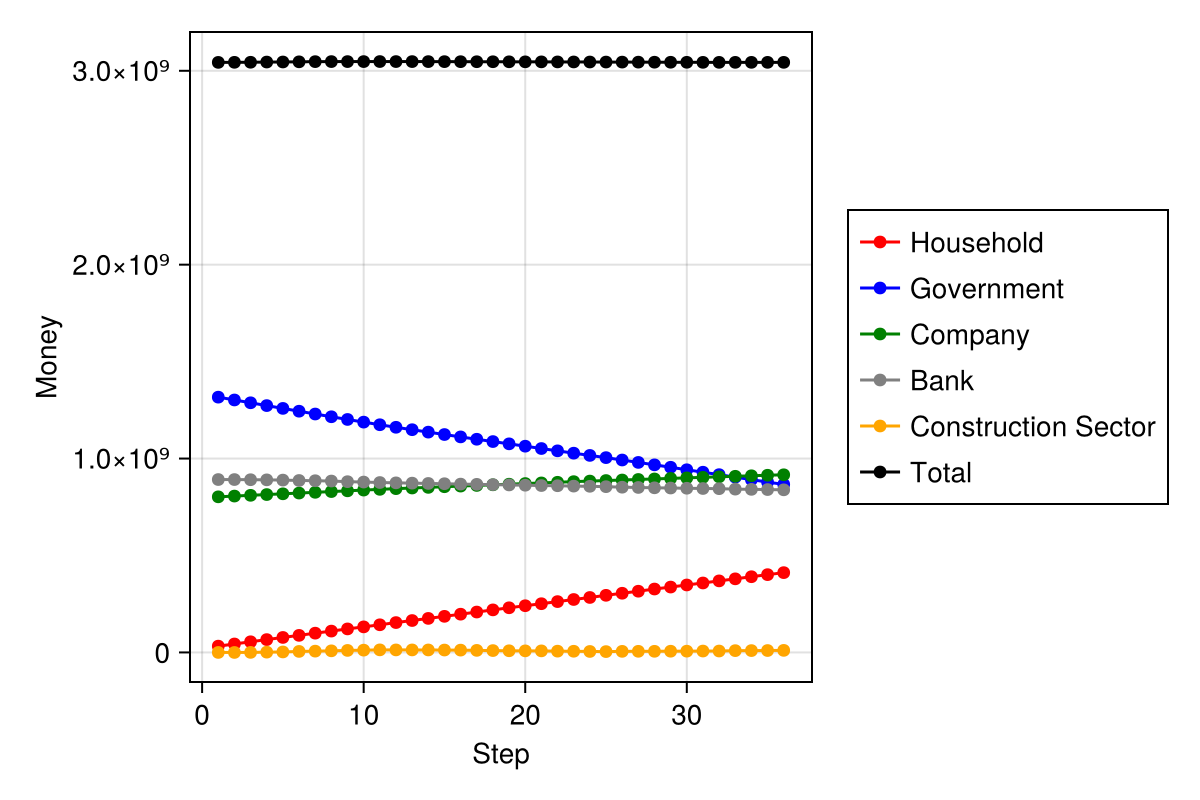 3.0×10⁹
2.0×10⁹
1.0×10⁹
0
Money
0 10 20 30
Step
Household
Government
Company
Bank
Construction Sector
Total